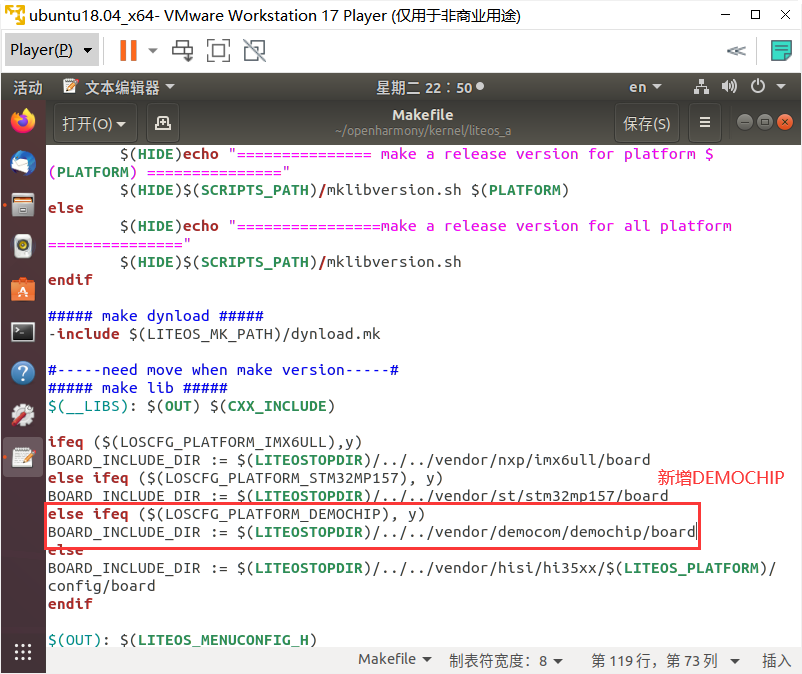 ubuntu18.04_x64- VMware Workstation 17 Player (仅用于非商业用途)
Player(P)
活动
文本编辑器
星期二 22：50
en
打开(O)
Makefile
~/openharmony/kernel/liteos_a
保存(S)
$(HIDE)echo "=============== make a release version for platform $
(PLATFORM) ==============="
$(HIDE)$(SCRIPTS_PATH)/mklibversion.sh $(PLATFORM)
else
$(HIDE)echo "================make a release version for all platform
==============="
$(HIDE)$(SCRIPTS_PATH)/mklibversion.sh
endif
##### make dynload #####
-include $(LITEOS_MK_PATH)/dynload.mk
#-----need move when make version-----#
##### make lib #####
$(__LIBS): $(OUT) $(CXX_INCLUDE)
ifeq ($(LOSCFG_PLATFORM_IMX6ULL),y)
BOARD_INCLUDE_DIR := $(LITEOSTOPDIR)/../../vendor/nxp/imx6ull/board
else ifeq ($(LOSCFG_PLATFORM_STM32MP157), y)
新增DEMOCHIP
BOARD_INCLUDE_DIR := $(LITEOSTOPDIR)/../../vendor/st/stm32mp157/board
else ifeq ($(LOSCFG_PLATFORM_DEMOCHIP), y)
BOARD_INCLUDE_DIR := $(LITEOSTOPDIR)/../../vendor/democom/demochip/board
else
BOARD_INCLUDE_DIR := $(LITEOSTOPDIR)/../../vendor/hisi/hi35xx/$(LITEOS_PLATFORM)/
config/board
endif
$(OUT): $(LITEOS_MENUCONFIG_H)
Makefile
制表符宽度：8
第 119 行，第 73 列
插入